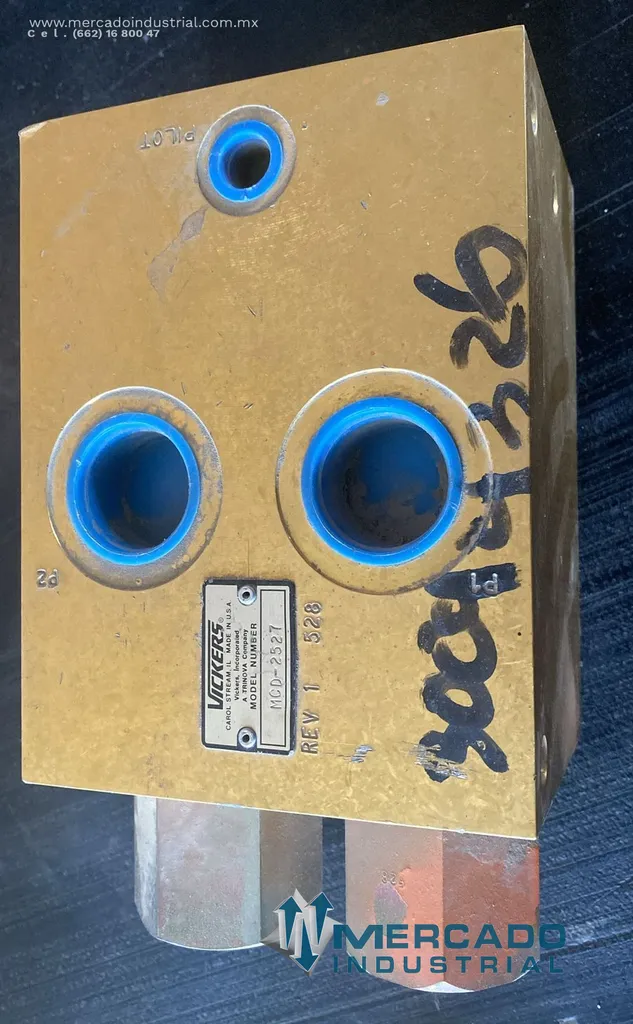 www.mercadoindustrial.com.mx
Cel. (662) 16 800 47
PILOT
P2
P1
VICKERS®
CAROL STREAM, IL MADE IN U.S.A
Vickers, Incorporated
A TRINOVA Company
MODEL NUMBER
MCD-2527
REV 1 528
3004326
MERCADO
INDUSTRIAL